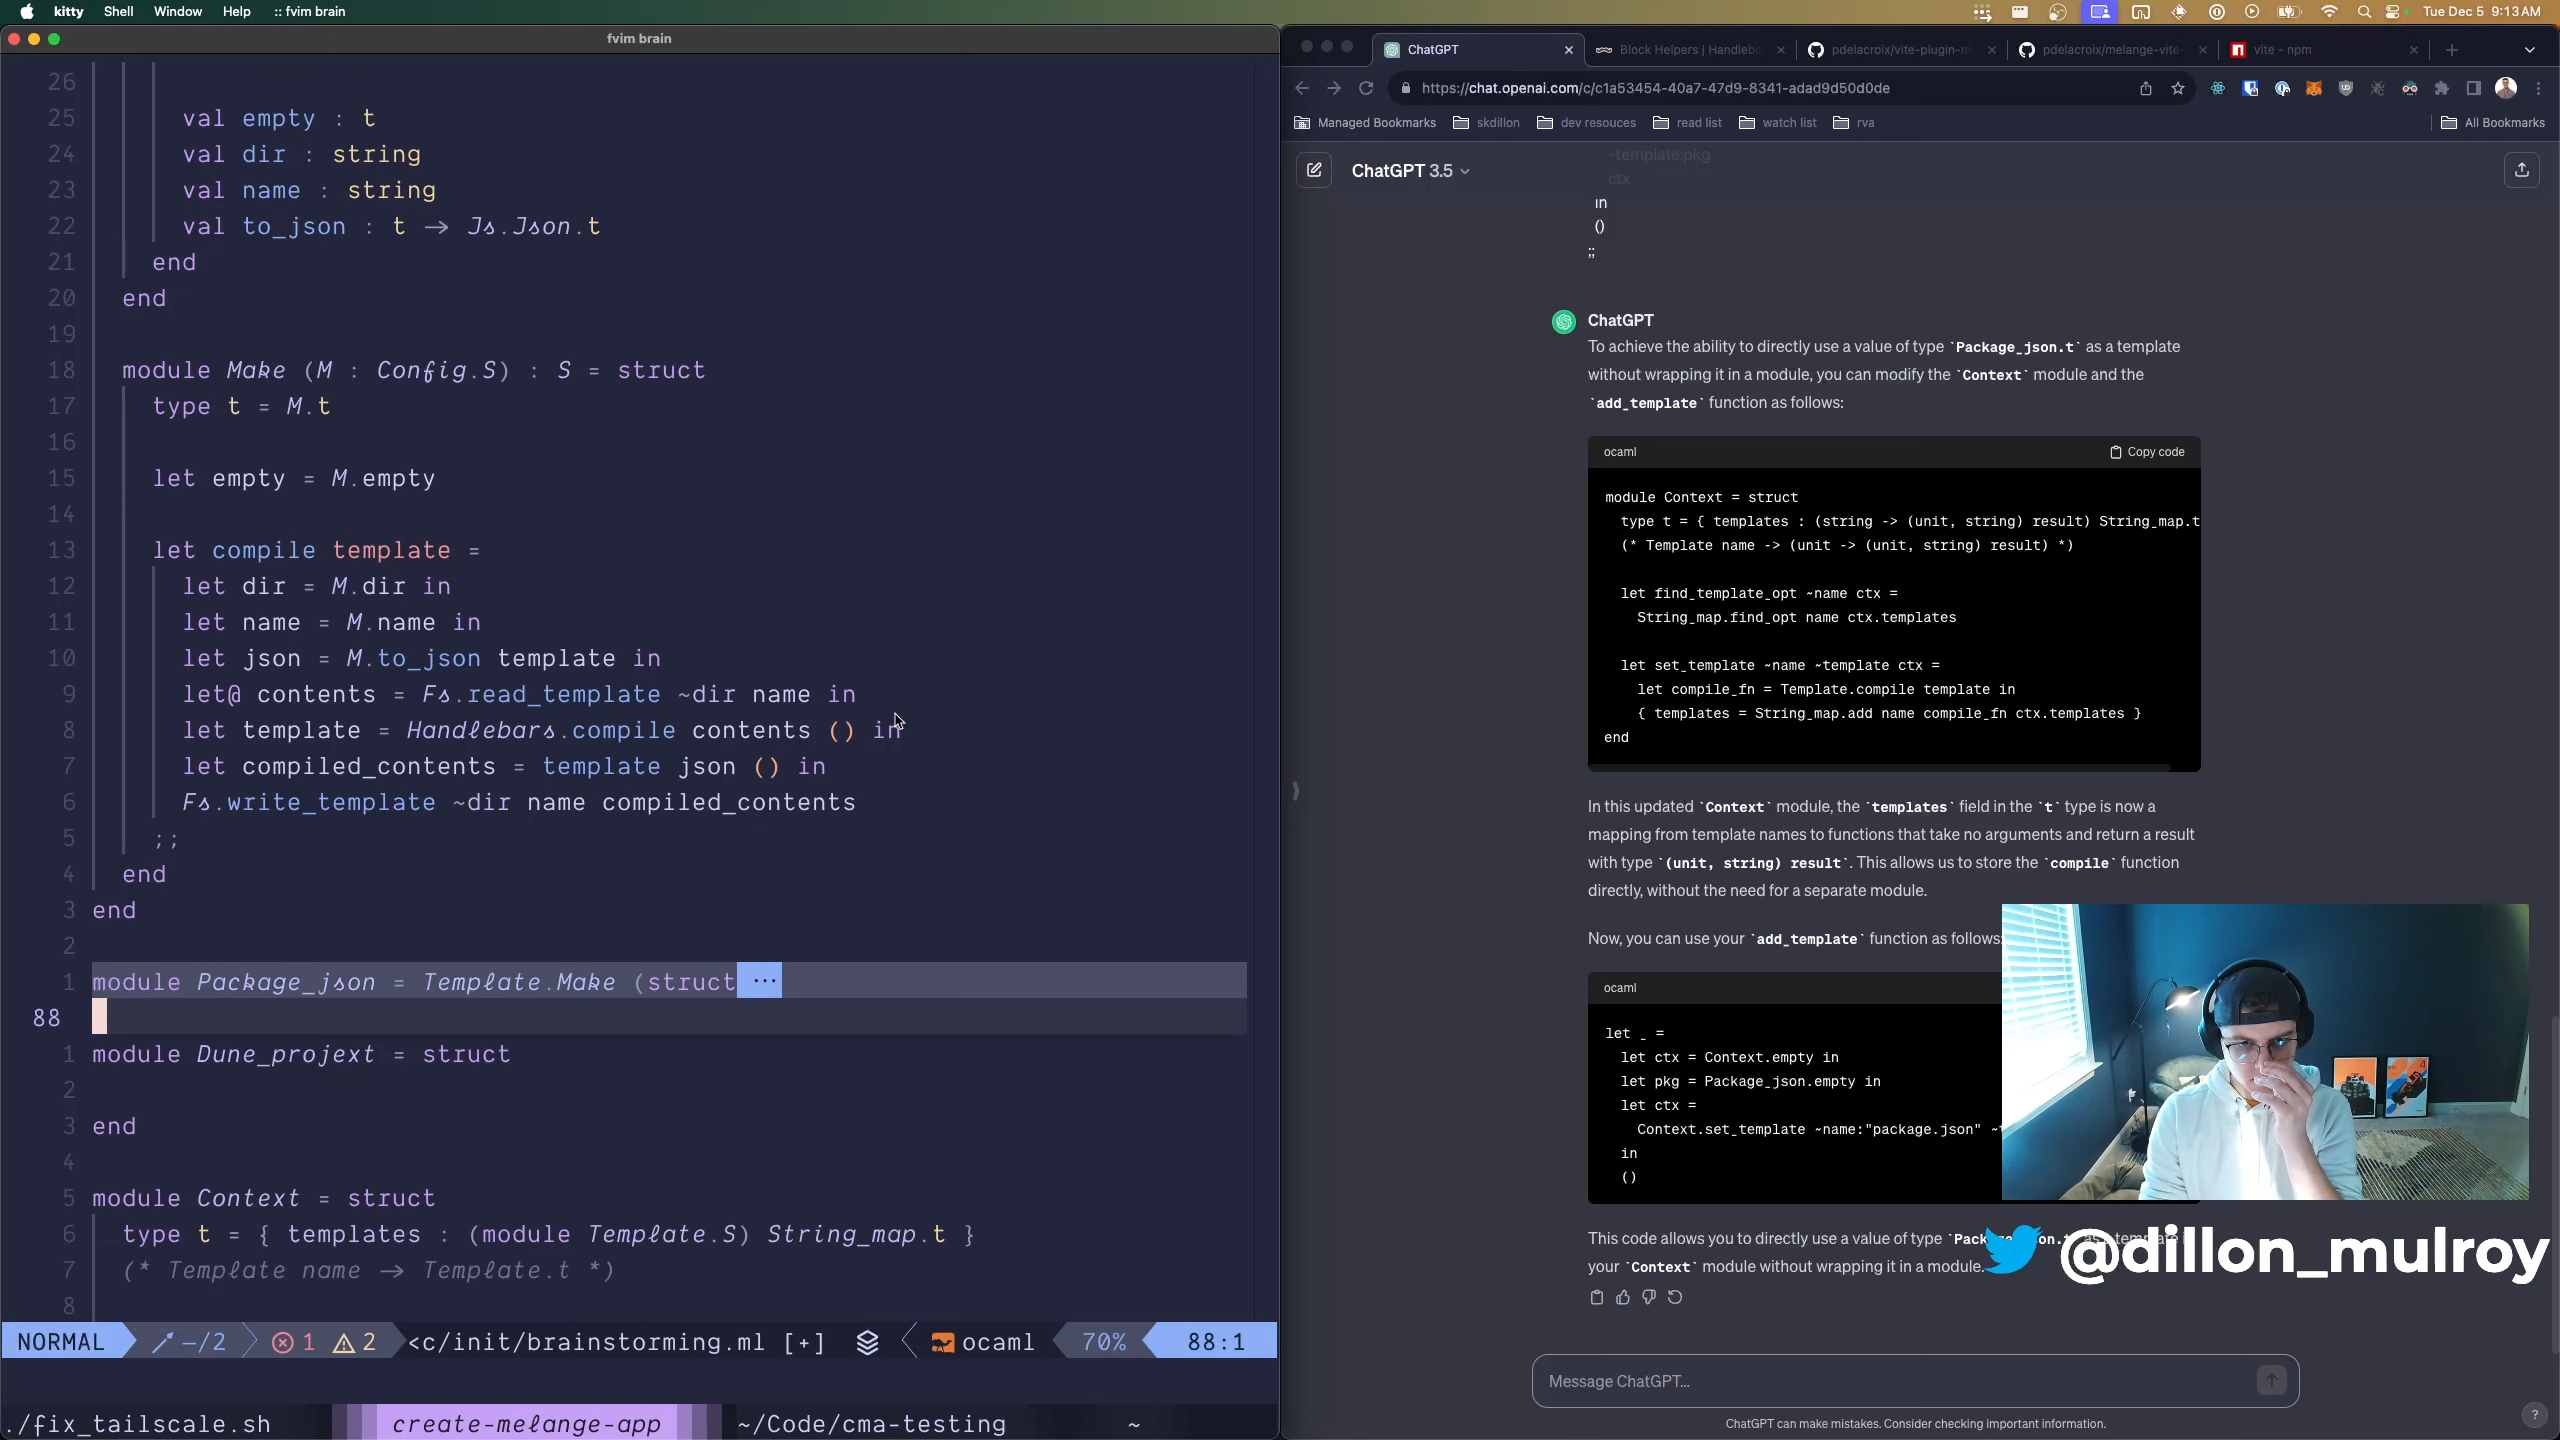 kitty Shell Window Help :: fvim brain
Tue Dec 5 9:13 AM
fvim brain
26
25 val empty : t
24 val dir : string
23 val name : string
22 val to_json : t → Js.Json.t
21 end
20 end
19
18 module Make (M : Config.S) : S = struct
17 type t = M.t
16
15 let empty = M.empty
14
13 let compile template =
12 let dir = M.dir in
11 let name = M.name in
10 let json = M.to_json template in
9 let@ contents = Fs.read_template ~dir name in
8 let template = Handlebars.compile contents () in
7 let compiled_contents = template json () in
6 Fs.write_template ~dir name compiled_contents
5 ;;
4 end
3 end
2
1 module Package_json = Template.Make (struct ...
88
1 module Dune_projext = struct
2
3 end
4
5 module Context = struct
6 type t = { templates : (module Template.S) String_map.t }
7 (* Template name → Template.t *)
8
NORMAL –/2 1 2 <c/init/brainstorming.ml [+] ocaml 70% 88:1
./fix_tailscale.sh create-melange-app ~/Code/cma-testing ~
ChatGPT
Block Helpers | Handleba
pdelacroix/vite-plugin-m
pdelacroix/melange-vite
vite - npm
https://chat.openai.com/c/c1a53454-40a7-47d9-8341-adad9d50d0de
Managed Bookmarks skdillon dev resouces read list watch list rva All Bookmarks
ChatGPT 3.5
~template:pkg
ctx
in
()
;;
ChatGPT
To achieve the ability to directly use a value of type `Package_json.t` as a template
without wrapping it in a module, you can modify the `Context` module and the
`add_template` function as follows:
ocaml Copy code
module Context = struct
type t = { templates : (string -> (unit, string) result) String_map.t
(* Template name -> (unit -> (unit, string) result) *)
let find_template_opt ~name ctx =
String_map.find_opt name ctx.templates
let set_template ~name ~template ctx =
let compile_fn = Template.compile template in
{ templates = String_map.add name compile_fn ctx.templates }
end
In this updated `Context` module, the `templates` field in the `t` type is now a
mapping from template names to functions that take no arguments and return a result
with type `(unit, string) result`. This allows us to store the `compile` function
directly, without the need for a separate module.
Now, you can use your `add_template` function as follows:
ocaml
let _ =
let ctx = Context.empty in
let pkg = Package_json.empty in
let ctx =
Context.set_template ~name:"package.json"
in
()
This code allows you to directly use a value of type
your `Context` module without wrapping it in a module.
@dillon_mulroy
Message ChatGPT...
ChatGPT can make mistakes. Consider checking important information.
?